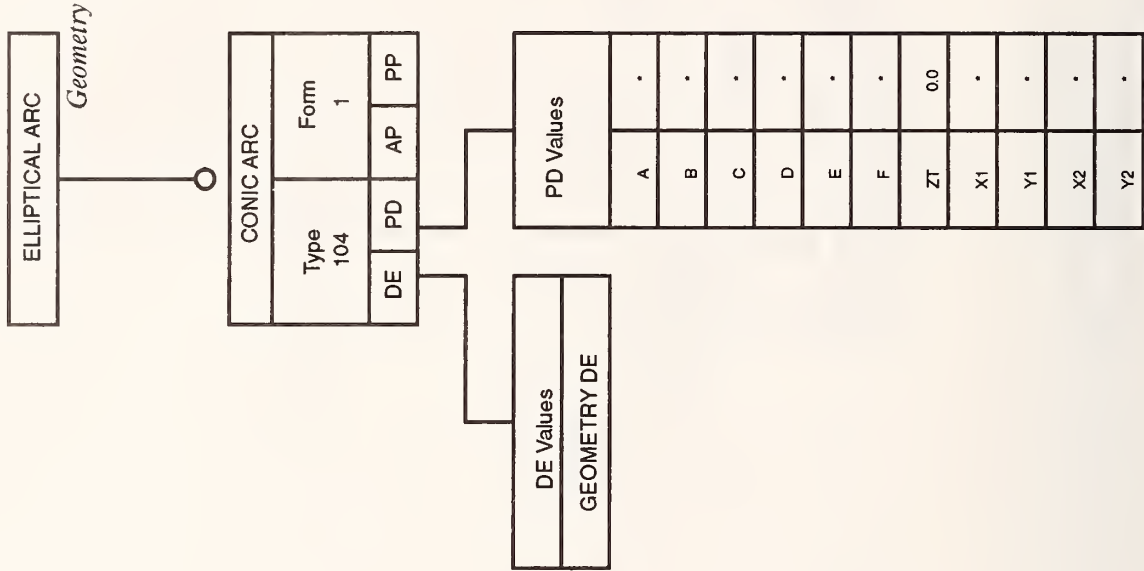 ELLIPTICAL ARC
Geometry
CONIC ARC
Type Form
104 1
DE PD AP PP
DE Values
GEOMETRY DE
PD Values
A *
B *
C *
D *
E *
F *
ZT 0.0
X1 *
Y1 *
X2 *
Y2 *